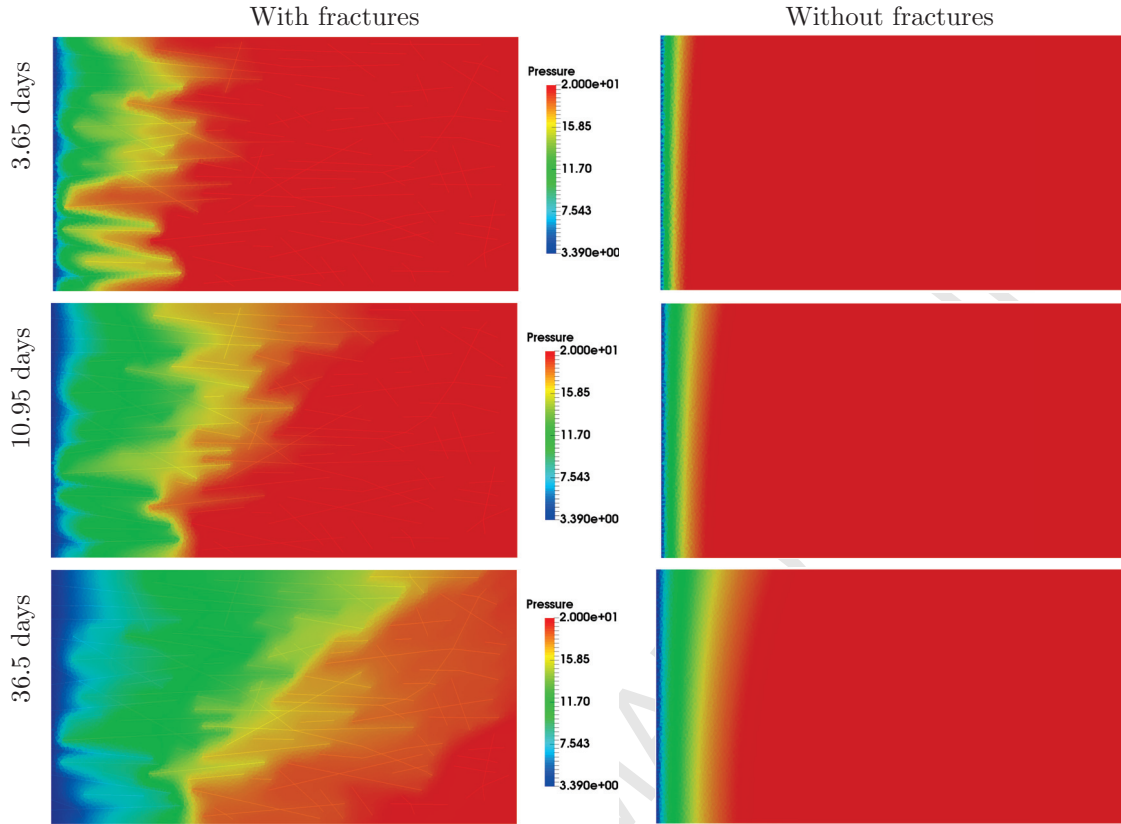 With fractures
Without fractures
3.65 days
Pressure
2.000e+01
15.85
11.70
7.543
3.390e+00
10.95 days
Pressure
2.000e+01
15.85
11.70
7.543
3.390e+00
36.5 days
Pressure
2.000e+01
15.85
11.70
7.543
3.390e+00